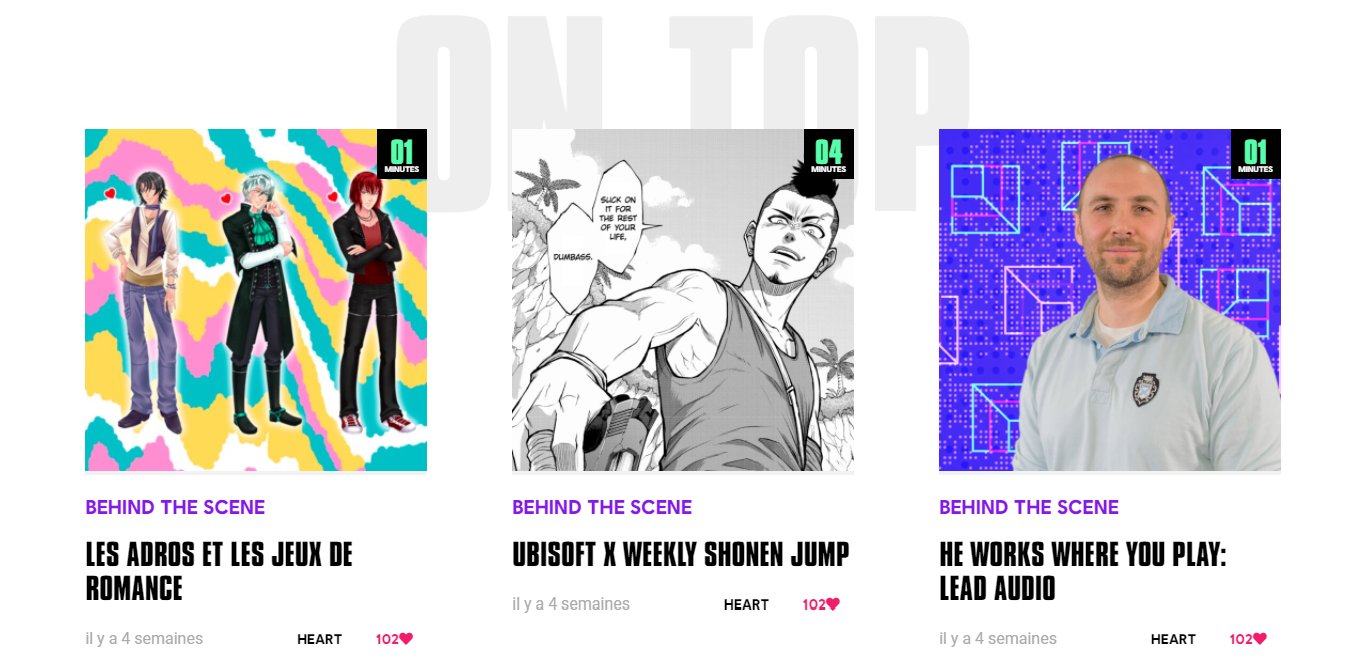 ON TOP
01
MINUTES
SUCK ON
IT FOR
THE REST
OF YOUR
LIFE,
DUMBASS.
04
MINUTES
01
MINUTES
BEHIND THE SCENE
LES ADROS ET LES JEUX DE
ROMANCE
il y a 4 semaines
HEART
102
BEHIND THE SCENE
UBISOFT X WEEKLY SHONEN JUMP
il y a 4 semaines
HEART
102
BEHIND THE SCENE
HE WORKS WHERE YOU PLAY:
LEAD AUDIO
il y a 4 semaines
HEART
102